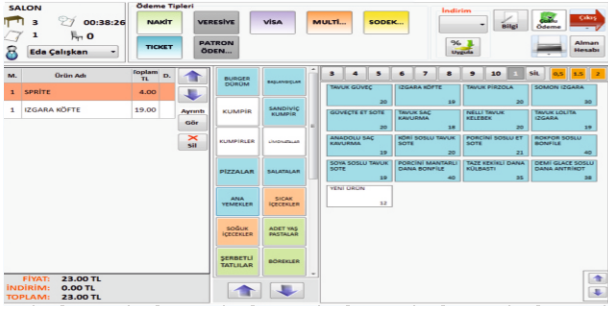 SALON
3
00:38:26
1
0
Eda Çalışkan
Ödeme Tipleri
NAKİT
VERESİYE
VİSA
MULTİ...
SODEK...
TICKET
PATRON
ÖDEN...
İndirim
Bilgi
Ödeme
Çıkış
%
Uygula
Alman
Hesabı
M.
Ürün Adı
Toplam
TL
D.
1 SPRİTE 4.00
1 IZGARA KÖFTE 19.00
Ayrıntı
Gör
Sil
FİYAT: 23.00 TL
İNDİRİM: 0.00 TL
TOPLAM: 23.00 TL
BURGER
DÜRÜM
KUMPİR
SANDVİÇ
KUMPİR
KUMPİRLER
PİZZALAR
SALATALAR
ANA
YEMEKLER
SICAK
İÇECEKLER
SOĞUK
İÇECEKLER
ADET YAŞ
PASTALAR
ŞERBETLİ
TATLILAR
BÖREKLER
3 4 5 6 7 8 9 10 1 SİL 0,5 1,5 2
TAVUK GÜVEÇ
20
IZGARA KÖFTE
19
TAVUK PİRZOLA
20
SOMON IZGARA
30
GÜVEÇTE ET SOTE
20
TAVUK SAÇ
KAVURMA
19
NELLİ TAVUK
KELEBEK
20
TAVUK LOLİTA
IZGARA
19
ANADOLU SAÇ
KAVURMA
19
KÖRİ SOSLU TAVUK
SOTE
20
PORCİNİ SOSLU ET
SOTE
21
ROKFOR SOSLU
BONFİLE
40
SOYA SOSLU TAVUK
SOTE
19
PORCİNİ MANTARLI
DANA BONFİLE
40
TAZE KEKİKLİ DANA
KÜLBASTI
35
DEMİ GLACE SOSLU
DANA ANTRİKOT
38
YENİ ÜRÜN
12